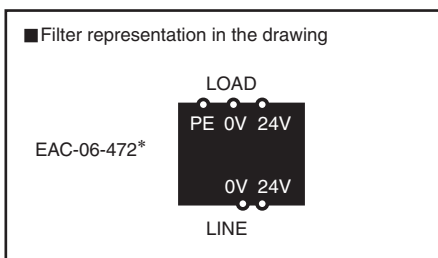 ■Filter representation in the drawing
LOAD
PE 0V 24V
EAC-06-472*
0V 24V
LINE